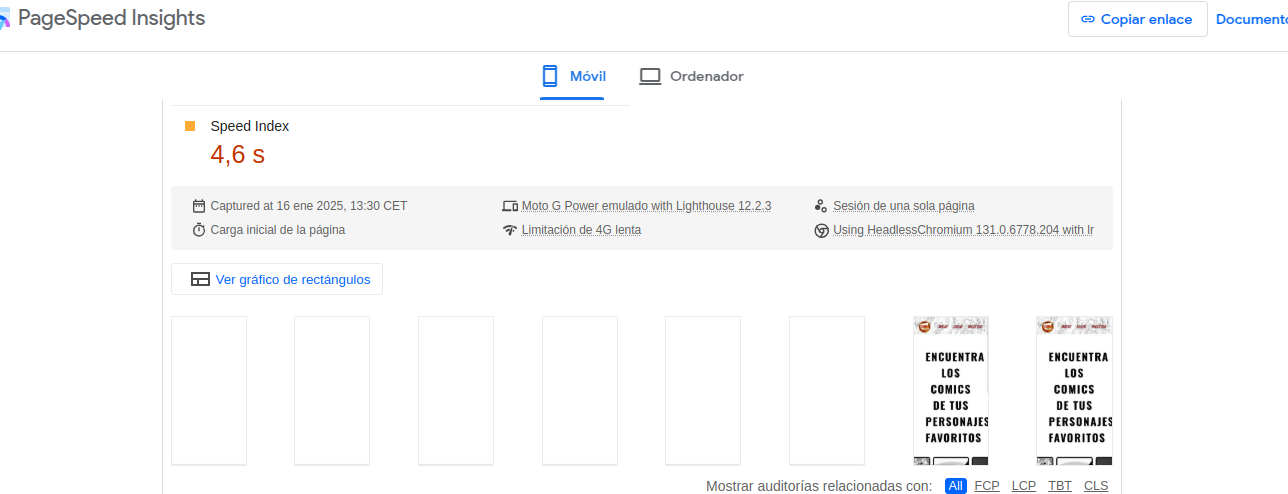 PageSpeed Insights
Copiar enlace
Documento
Móvil
Ordenador
Speed Index
4,6 s
Captured at 16 ene 2025, 13:30 CET
Moto G Power emulado with Lighthouse 12.2.3
Sesión de una sola página
Carga inicial de la página
Limitación de 4G lenta
Using HeadlessChromium 131.0.6778.204 with lr
Ver gráfico de rectángulos
ENCUENTRA
LOS
COMICS
DE TUS
PERSONAJES
FAVORITOS
ENCUENTRA
LOS
COMICS
DE TUS
PERSONAJES
FAVORITOS
Mostrar auditorías relacionadas con: All FCP LCP TBT CLS